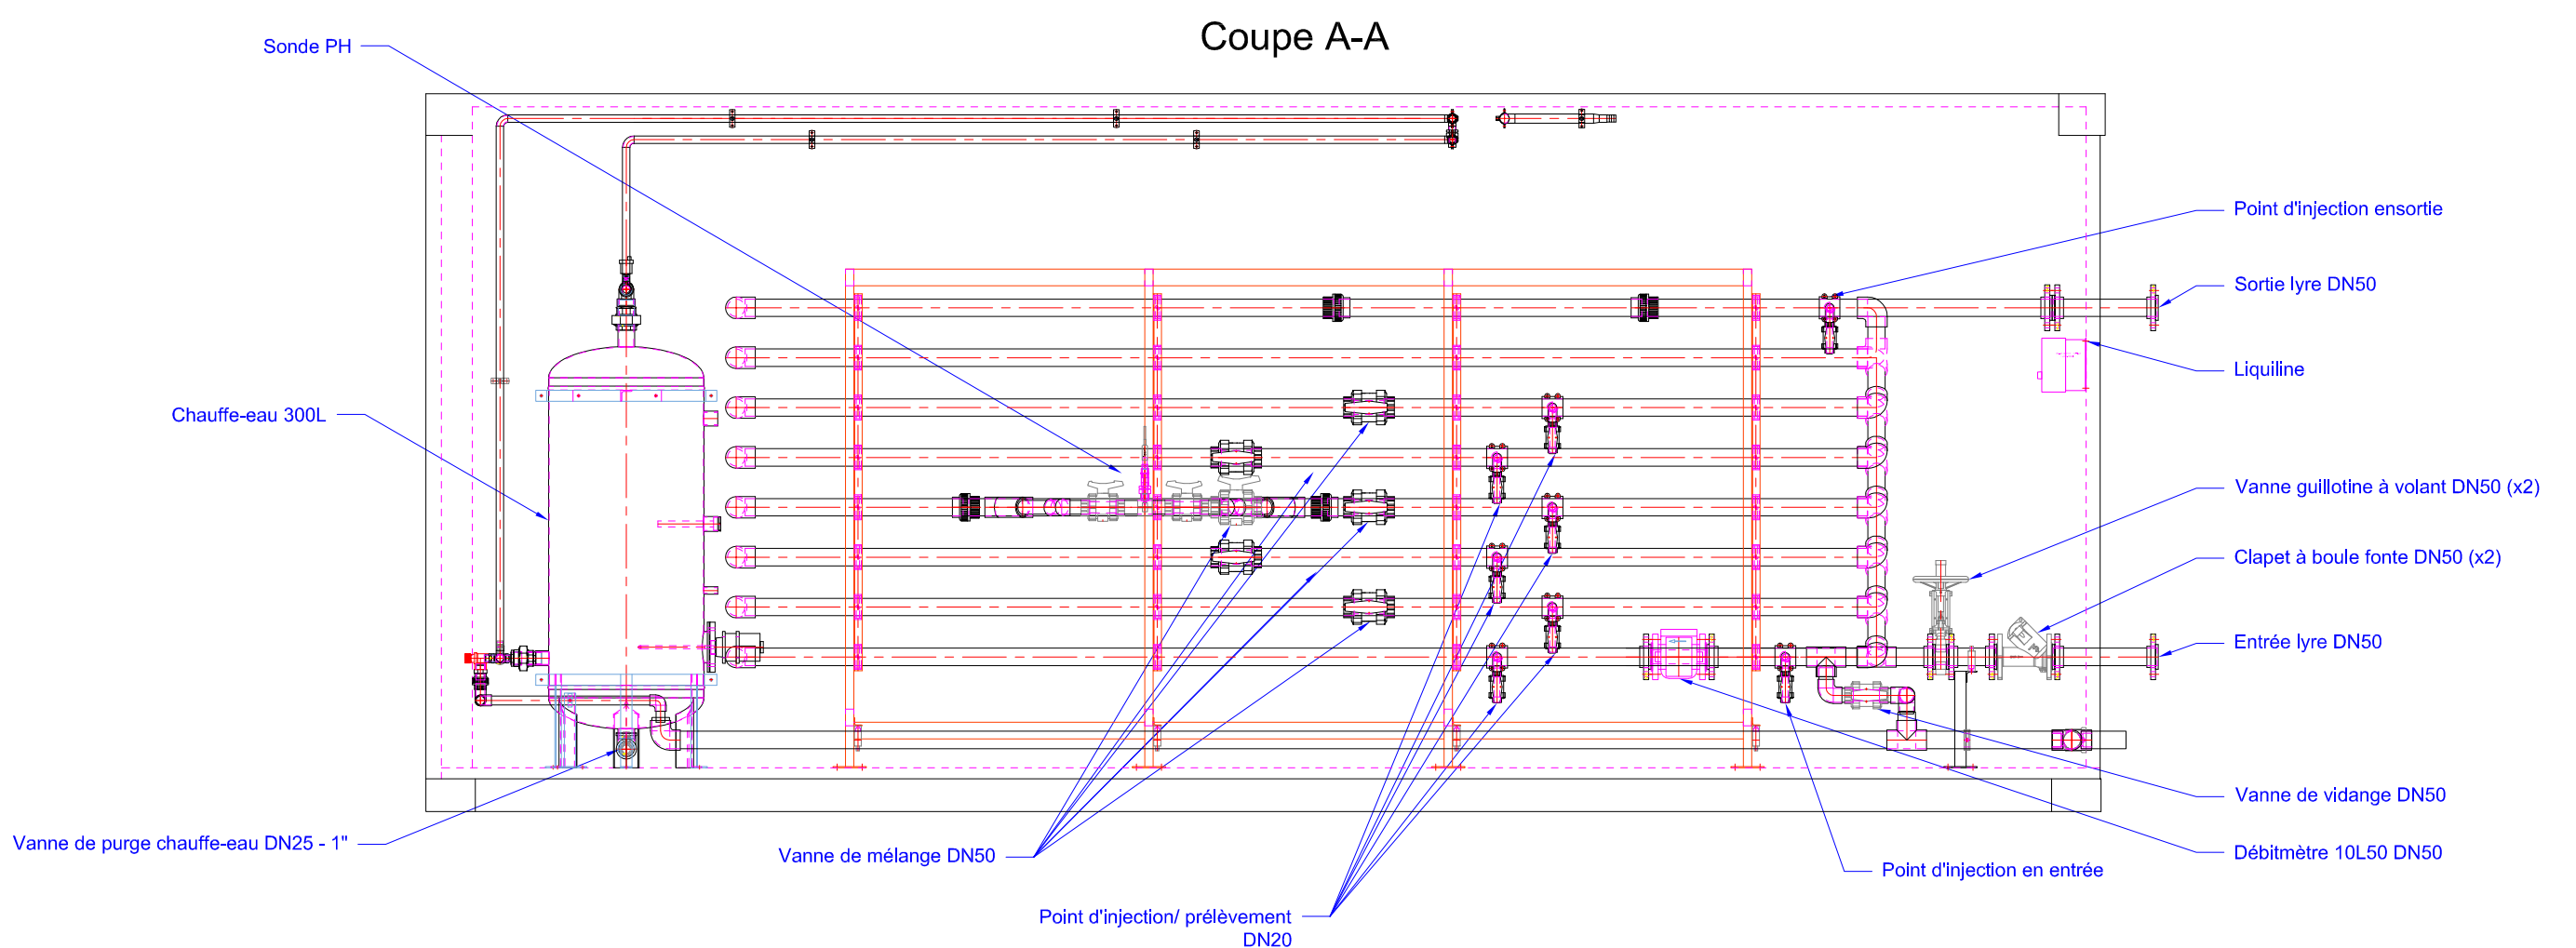 Coupe A-A
Sonde PH
Point d'injection ensortie
Sortie lyre DN50
Liquiline
Chauffe-eau 300L
Vanne guillotine à volant DN50 (x2)
Clapet à boule fonte DN50 (x2)
Entrée lyre DN50
Vanne de vidange DN50
Vanne de purge chauffe-eau DN25 - 1"
Vanne de mélange DN50
Débitmètre 10L50 DN50
Point d'injection en entrée
Point d'injection/ prélèvement
DN20